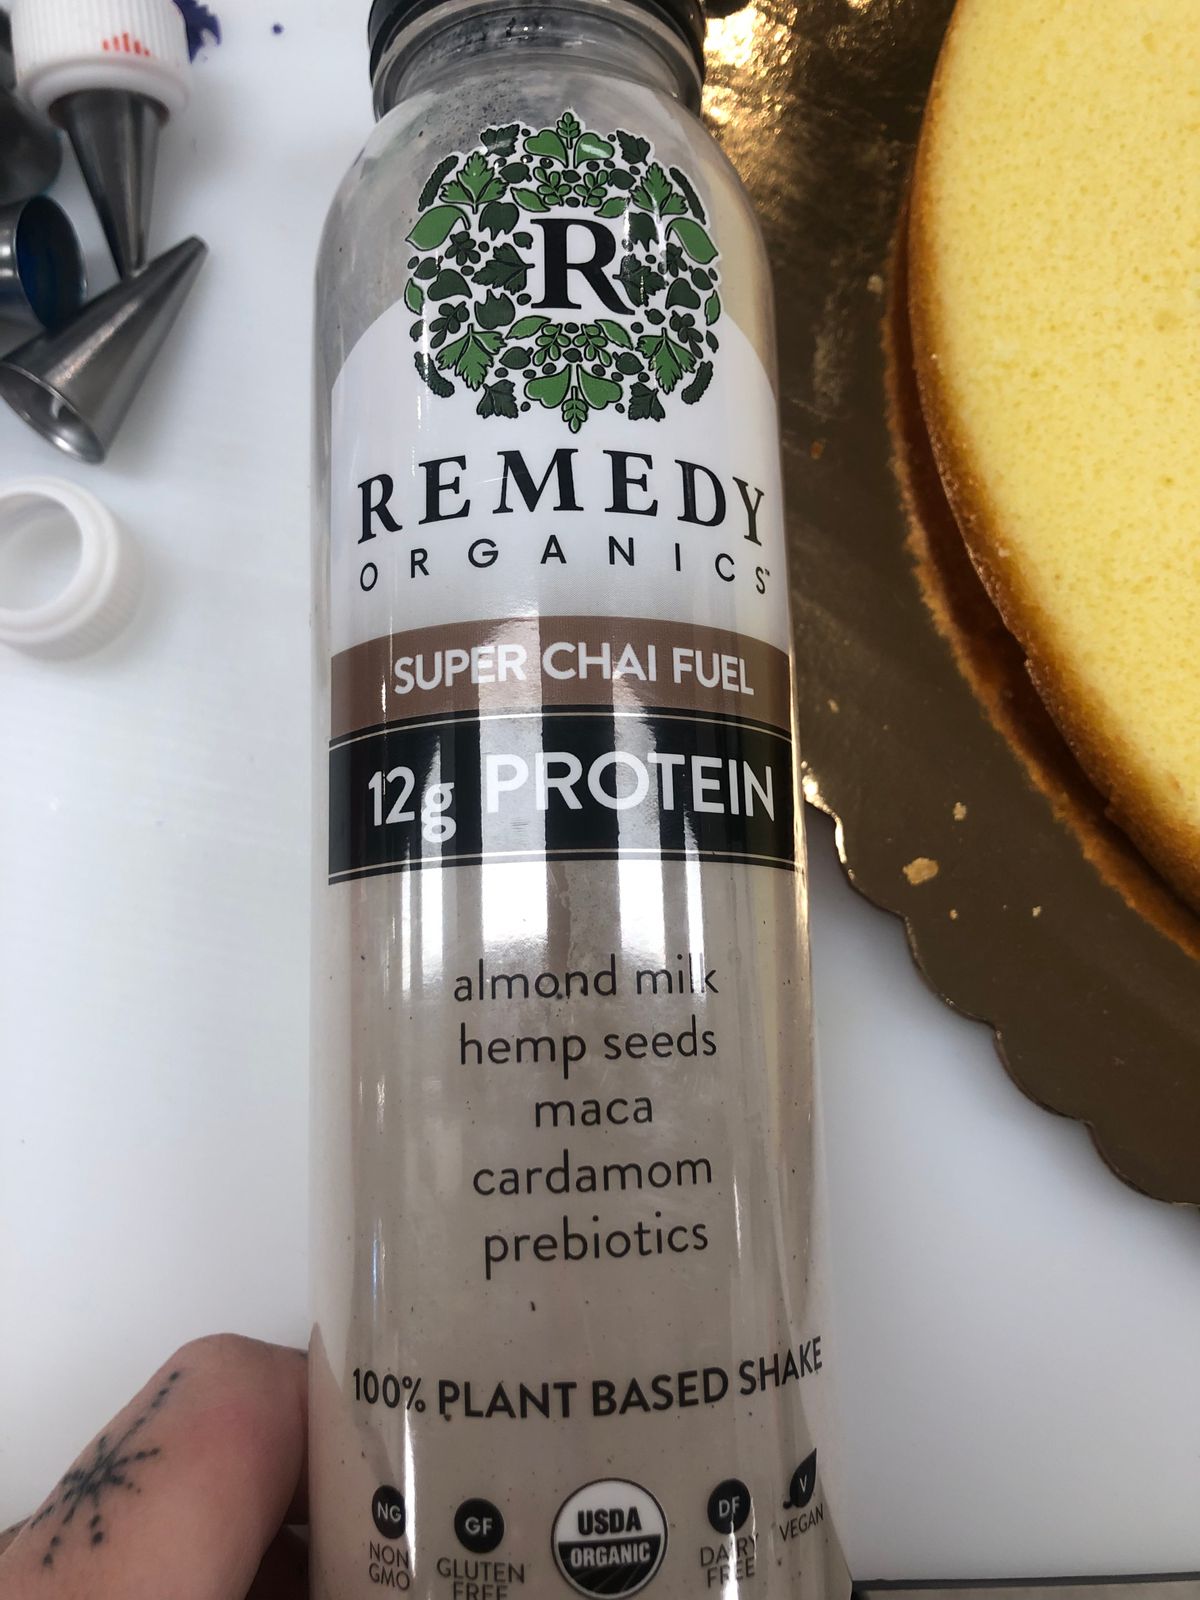 R
REMEDY
ORGANICS™
SUPER CHAI FUEL
12g PROTEIN
almond milk
hemp seeds
maca
cardamom
prebiotics
100% PLANT BASED SHAKE
NG
NON
GMO
GF
GLUTEN
FREE
USDA
ORGANIC
DF
DAIRY
FREE
V
VEGAN